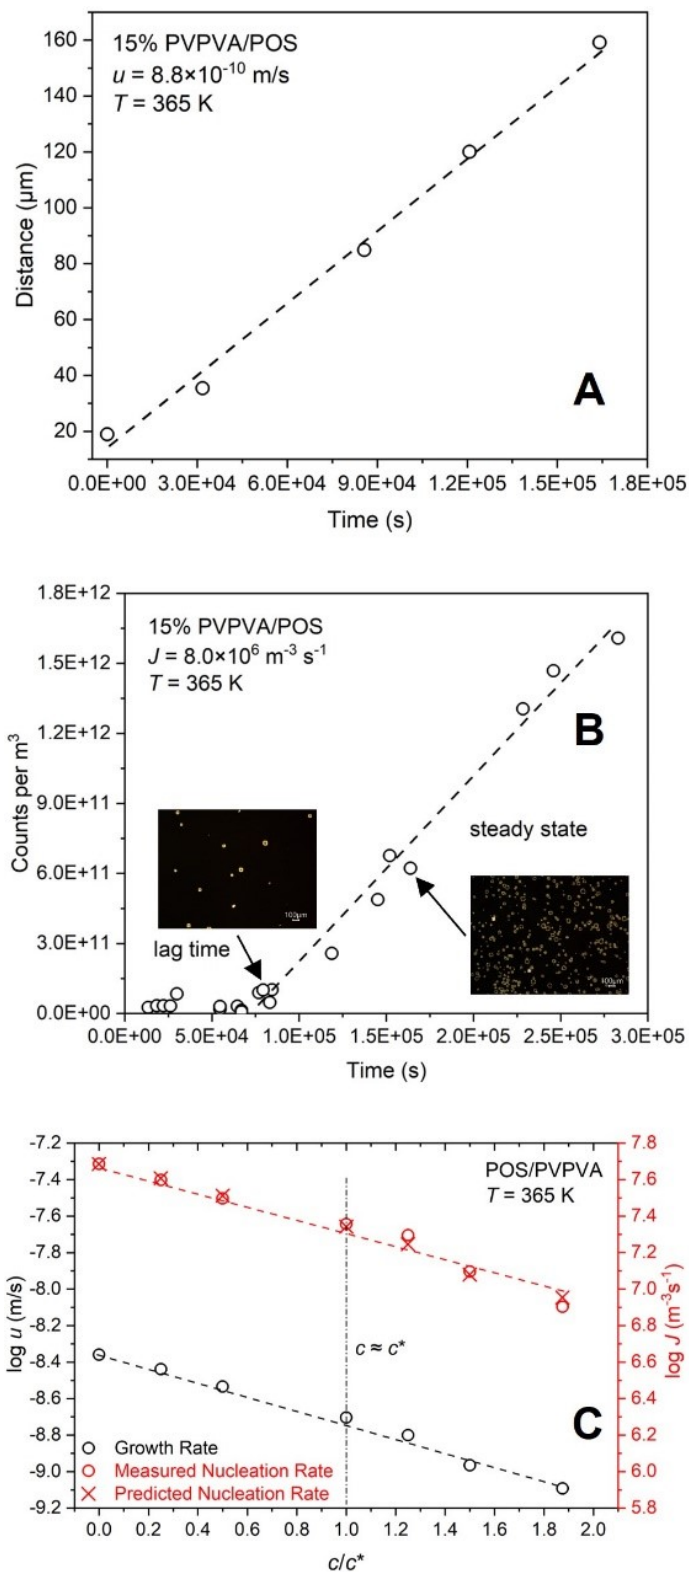 160
140
120
100
80
60
40
20
Distance (µm)
15% PVPVA/POS
u = 8.8×10⁻¹⁰ m/s
T = 365 K
A
0.0E+00 3.0E+04 6.0E+04 9.0E+04 1.2E+05 1.5E+05 1.8E+05
Time (s)
1.8E+12
1.5E+12
1.2E+12
9.0E+11
6.0E+11
3.0E+11
0.0E+00
Counts per m³
15% PVPVA/POS
J = 8.0×10⁶ m⁻³ s⁻¹
T = 365 K
B
steady state
100µm
lag time
100µm
0.0E+00 5.0E+04 1.0E+05 1.5E+05 2.0E+05 2.5E+05 3.0E+05
Time (s)
-7.2
-7.4
-7.6
-7.8
-8.0
-8.2
-8.4
-8.6
-8.8
-9.0
-9.2
log u (m/s)
POS/PVPVA
T = 365 K
c ≈ c*
C
Growth Rate
Measured Nucleation Rate
Predicted Nucleation Rate
7.8
7.6
7.4
7.2
7.0
6.8
6.6
6.4
6.2
6.0
5.8
log J (m⁻³s⁻¹)
0.0 0.2 0.4 0.6 0.8 1.0 1.2 1.4 1.6 1.8 2.0
c/c*